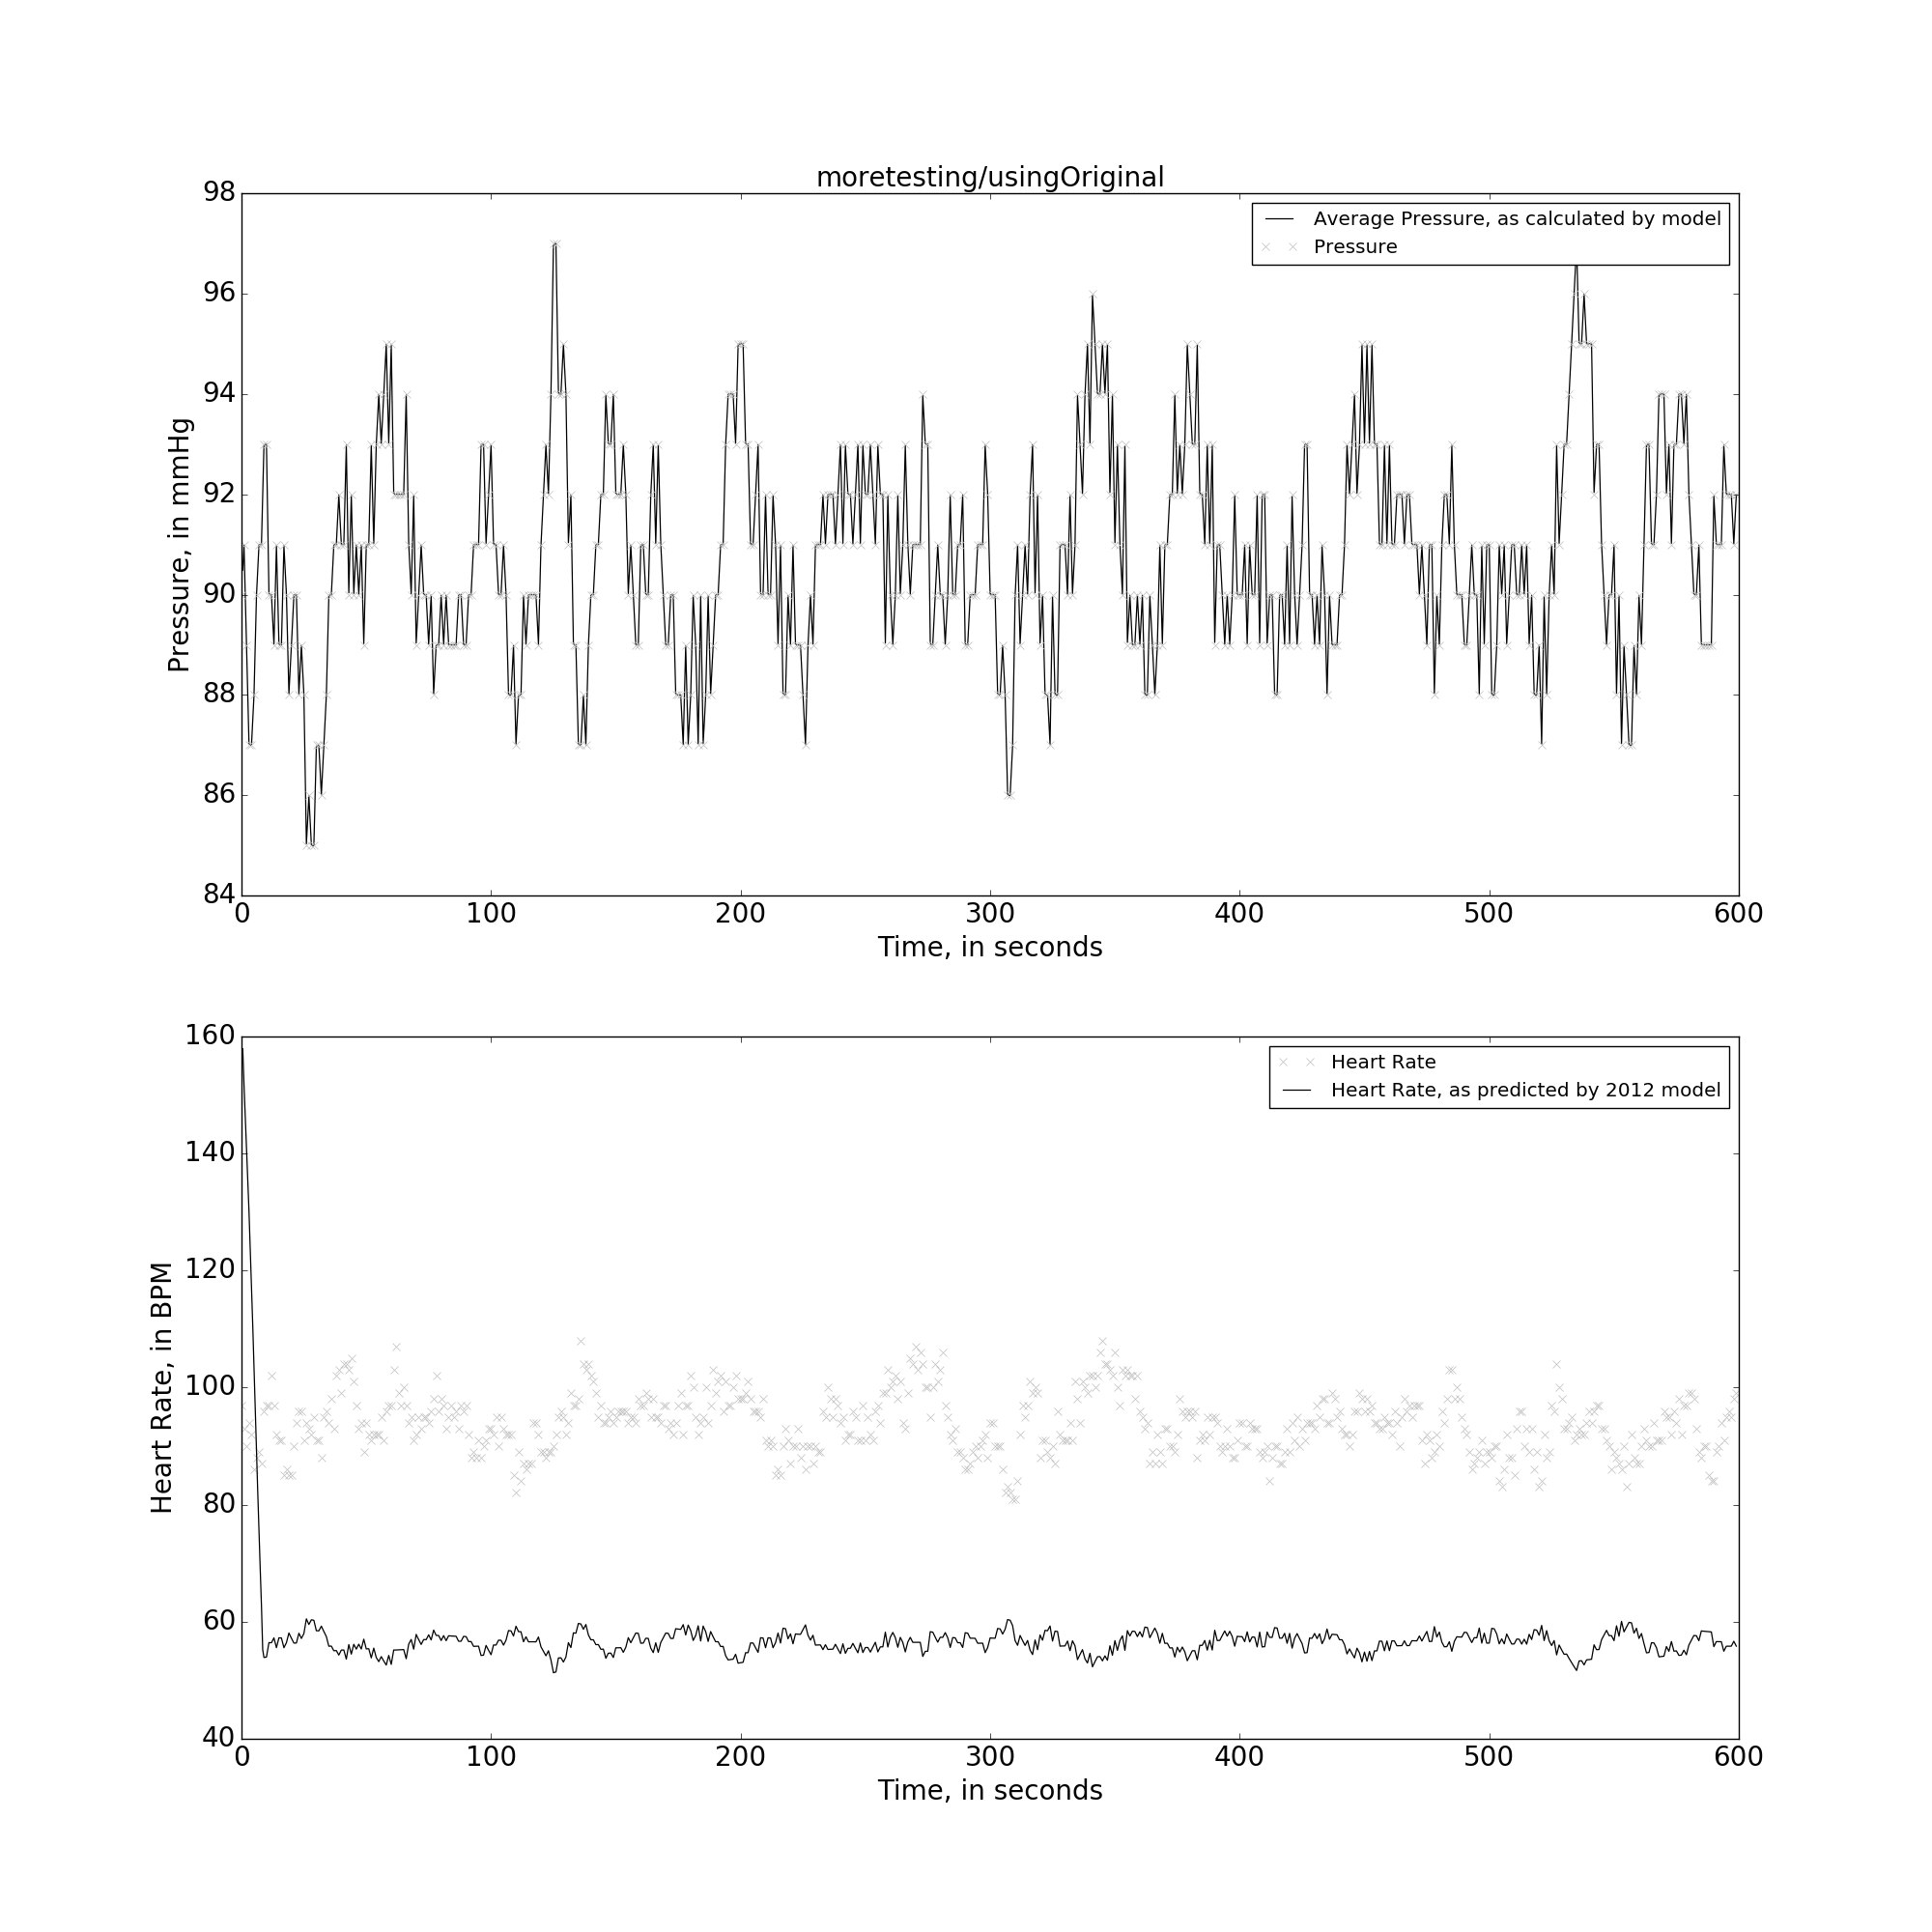 moretesting/usingOriginal
98
96
94
92
90
88
86
84
Pressure, in mmHg
Average Pressure, as calculated by model
Pressure
0 100 200 300 400 500 600
Time, in seconds
160
140
120
100
80
60
40
Heart Rate, in BPM
Heart Rate
Heart Rate, as predicted by 2012 model
0 100 200 300 400 500 600
Time, in seconds